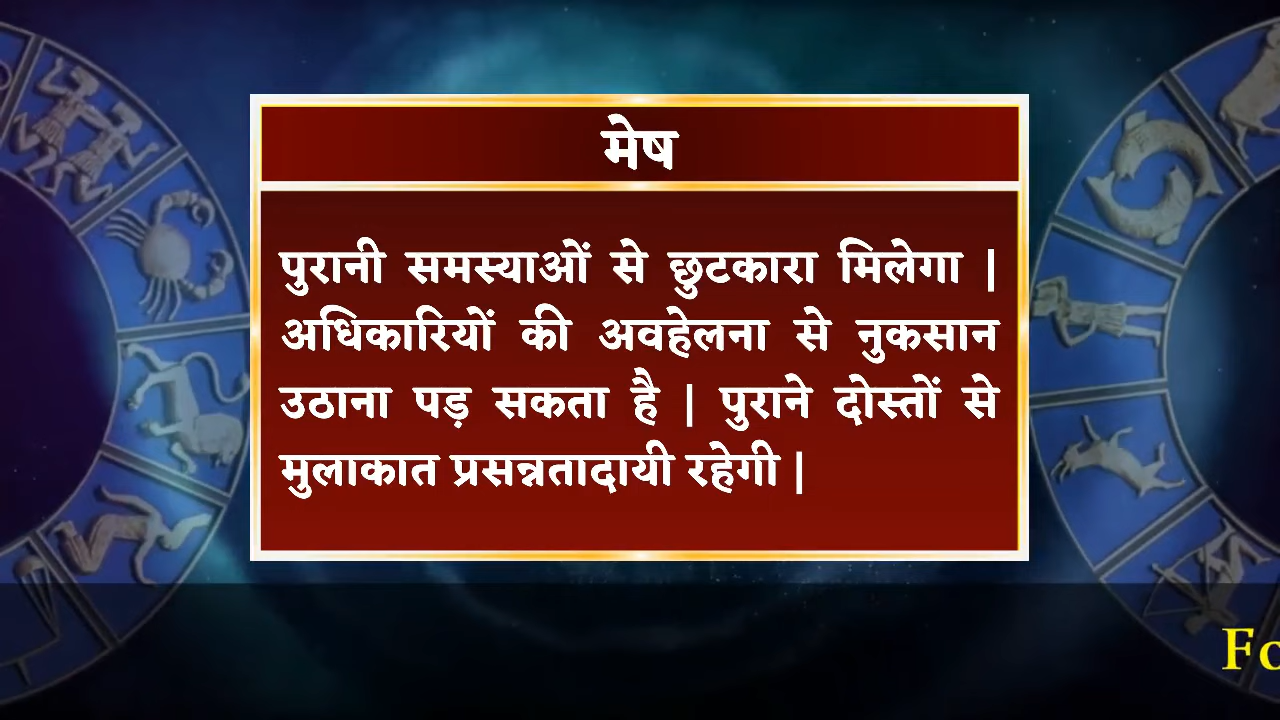 मेष
पुरानी समस्याओं से छुटकारा मिलेगा |
अधिकारियों की अवहेलना से नुकसान
उठाना पड़ सकता है | पुराने दोस्तों से
मुलाकात प्रसन्नतादायी रहेगी |